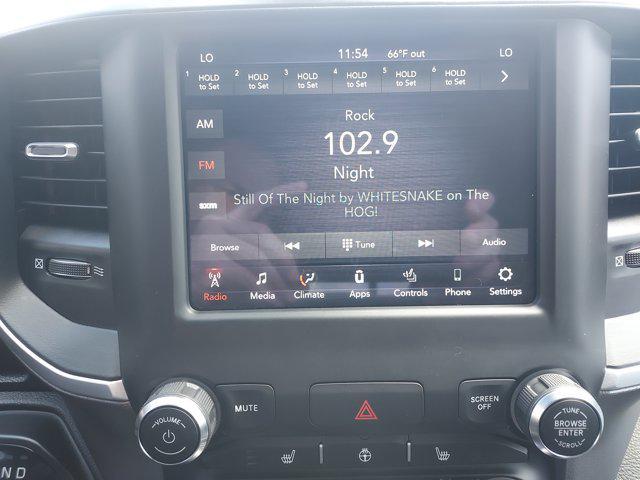 LO 11:54 66°F out LO
1 HOLD to Set 2 HOLD to Set 3 HOLD to Set 4 HOLD to Set 5 HOLD to Set 6 HOLD to Set
Rock
AM
102.9
FM
Night
Still Of The Night by WHITESNAKE on The
HOG!
sxm
Browse Tune Audio
Radio Media Climate Apps Controls Phone Settings
VOLUME
MUTE
SCREEN
OFF
TUNE
BROWSE
ENTER
SCROLL
N D